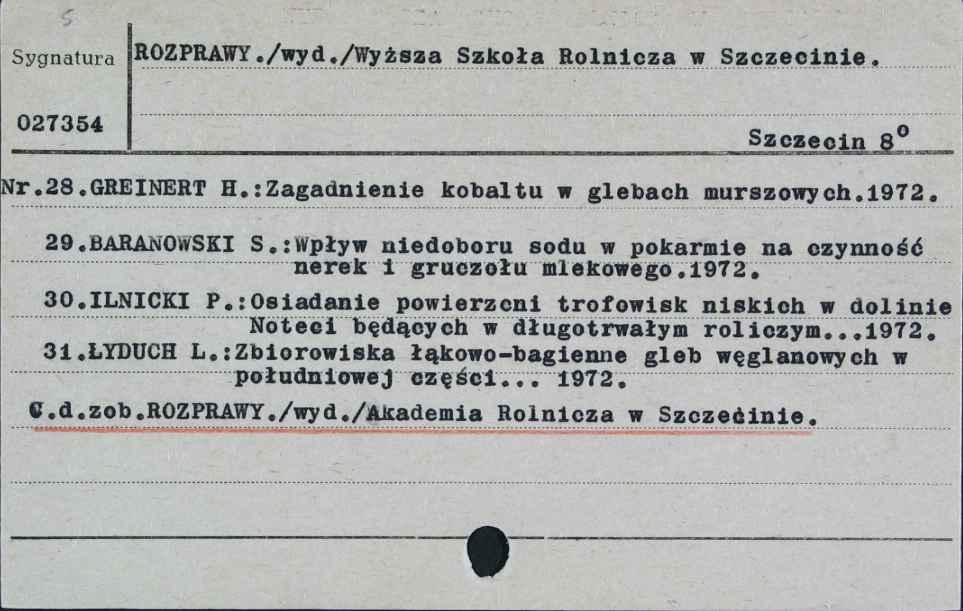 5
Sygnatura
ROZPRAWY./wyd./Wyższa Szkoła Rolnicza w Szczecinie.
027354
Szczecin 8º
Nr.28.GREINERT H.:Zagadnienie kobaltu w glebach murszowych.1972.
29.BARANOWSKI S.:Wpływ niedoboru sodu w pokarmie na czynność
nerek i gruczołu mlekowego.1972.
30.ILNICKI P.:Osiadanie powierzcni trofowisk niskich w dolinie
Noteci będących w długotrwałym roliczym...1972.
31.ŁYDUCH L.:Zbiorowiska łąkowo-bagienne gleb węglanowych w
południowej części... 1972.
C.d.zob.ROZPRAWY./wyd./Akademia Rolnicza w Szczecinie.